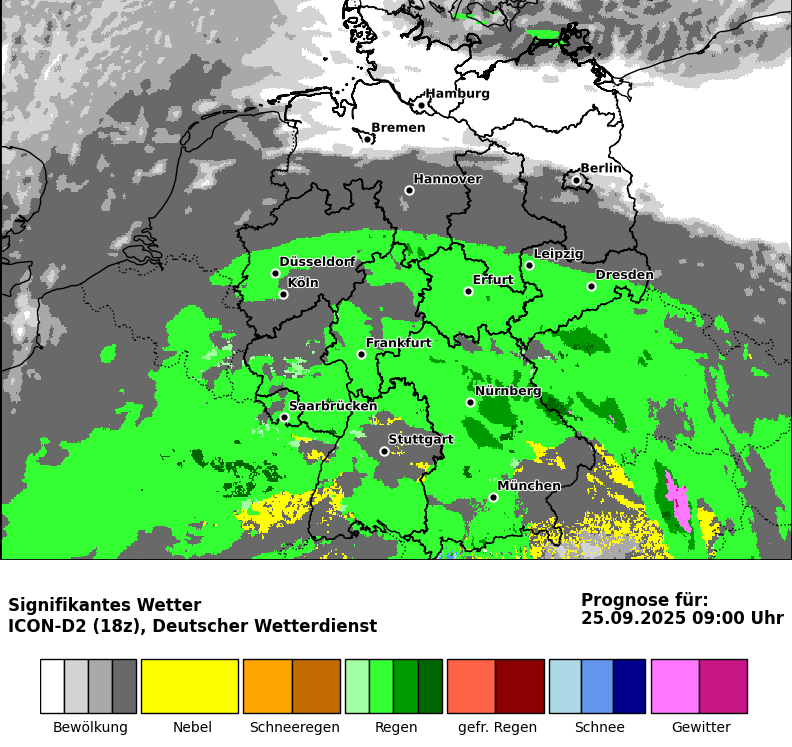 Hamburg
Bremen
Berlin
Hannover
Leipzig
Düsseldorf
Dresden
Köln
Erfurt
Frankfurt
Nürnberg
Saarbrücken
Stuttgart
München
Signifikantes Wetter
ICON-D2 (18z), Deutscher Wetterdienst
Prognose für:
25.09.2025 09:00 Uhr
Bewölkung
Nebel
Schneeregen
Regen
gefr. Regen
Schnee
Gewitter